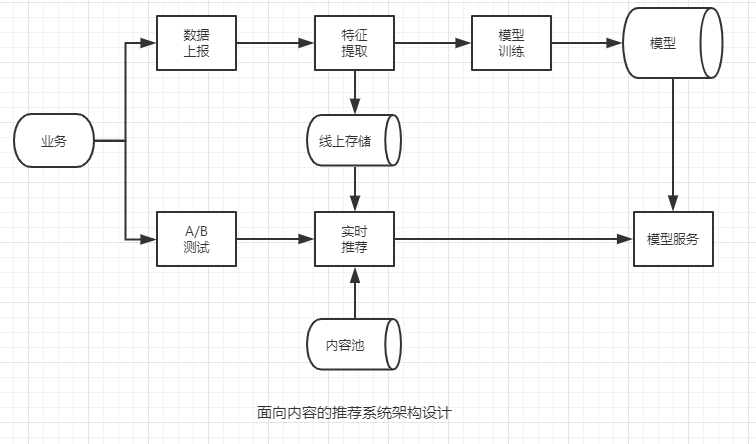 数据
上报
特征
提取
模型
训练
模型
业务
线上存储
A/B
测试
实时
推荐
模型服务
内容池
面向内容的推荐系统架构设计